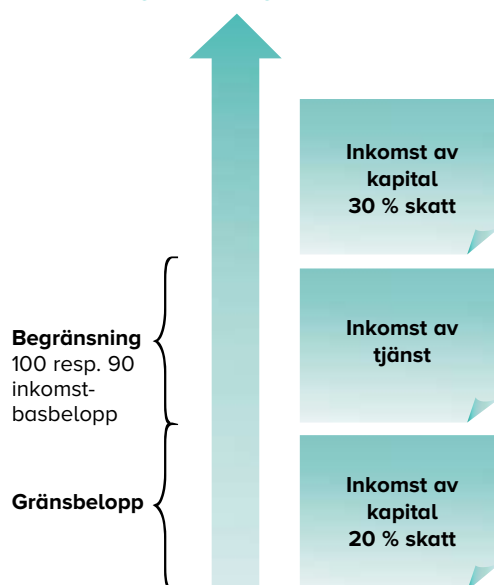 Inkomst av
kapital
30 % skatt
Begränsning
100 resp. 90
inkomst-
basbelopp
Inkomst av
tjänst
Gränsbelopp
Inkomst av
kapital
20 % skatt